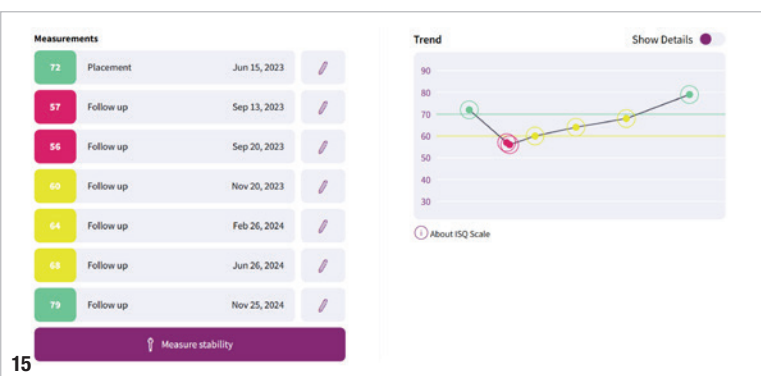 Measurements
72 Placement Jun 15, 2023
57 Follow up Sep 13, 2023
56 Follow up Sep 20, 2023
60 Follow up Nov 20, 2023
64 Follow up Feb 26, 2024
68 Follow up Jun 26, 2024
79 Follow up Nov 25, 2024
Measure stability
Trend
Show Details
90
80
70
60
50
40
30
i About ISQ Scale
15